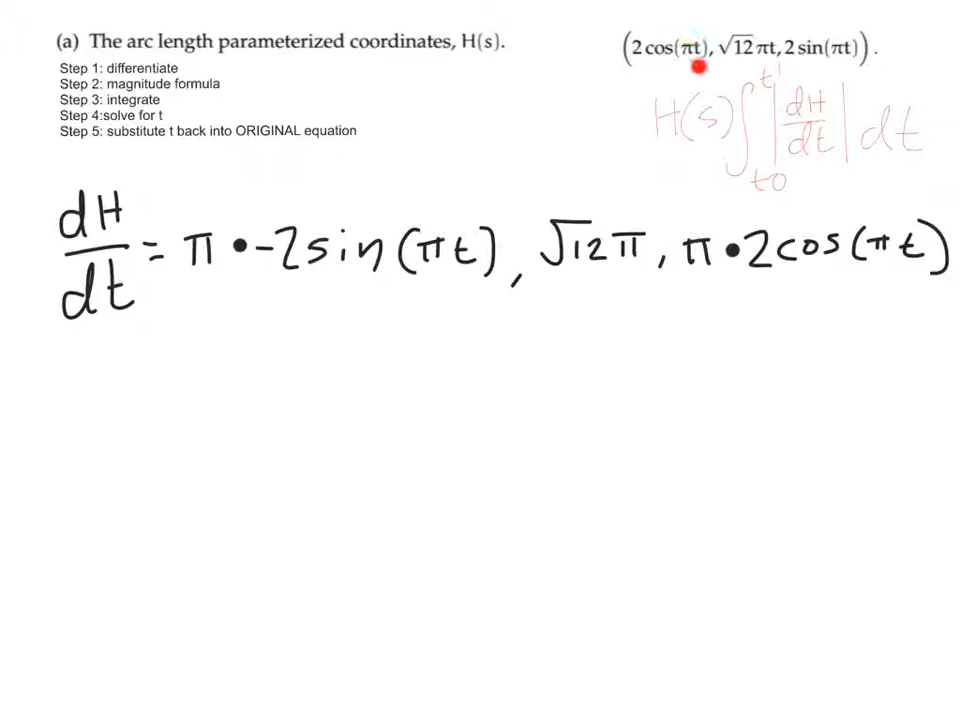 (a) The arc length parameterized coordinates, H(s).
(2 cos(πt), √12 πt, 2 sin(πt)) .
Step 1: differentiate
Step 2: magnitude formula
Step 3: integrate
Step 4:solve for t
Step 5: substitute t back into ORIGINAL equation
H(s) ∫_{t0}^{t'} |dH/dt| dt
dH/dt = π • -2sin(πt), √12 π, π • 2cos(πt)